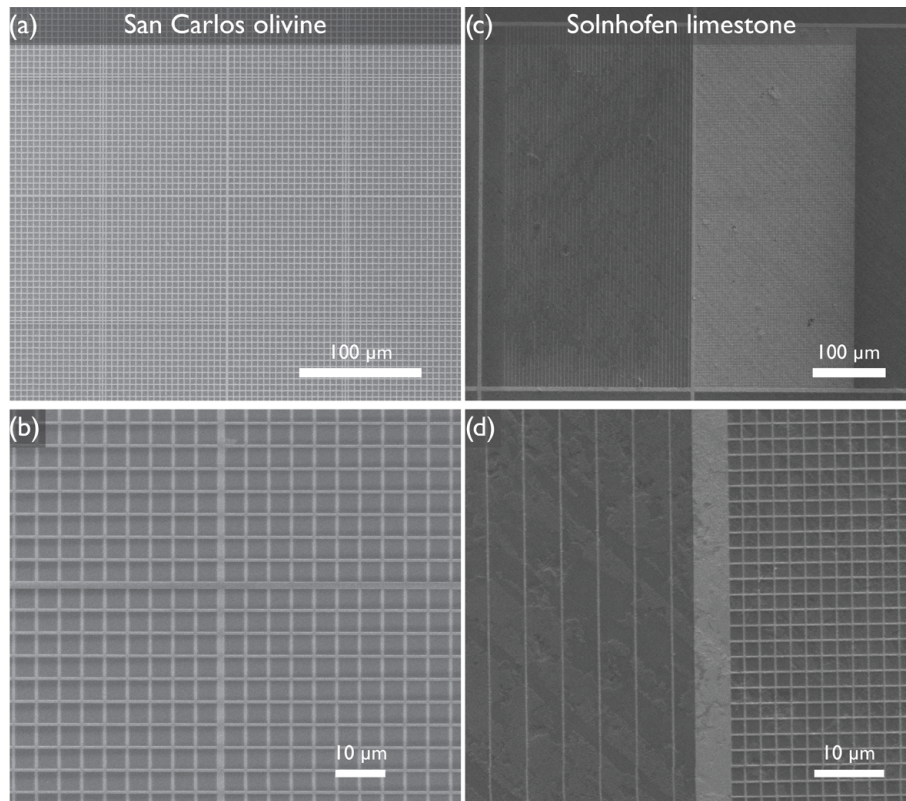 (a) San Carlos olivine
(c) Solnhofen limestone
100 µm
100 µm
(b)
(d)
10 µm
10 µm